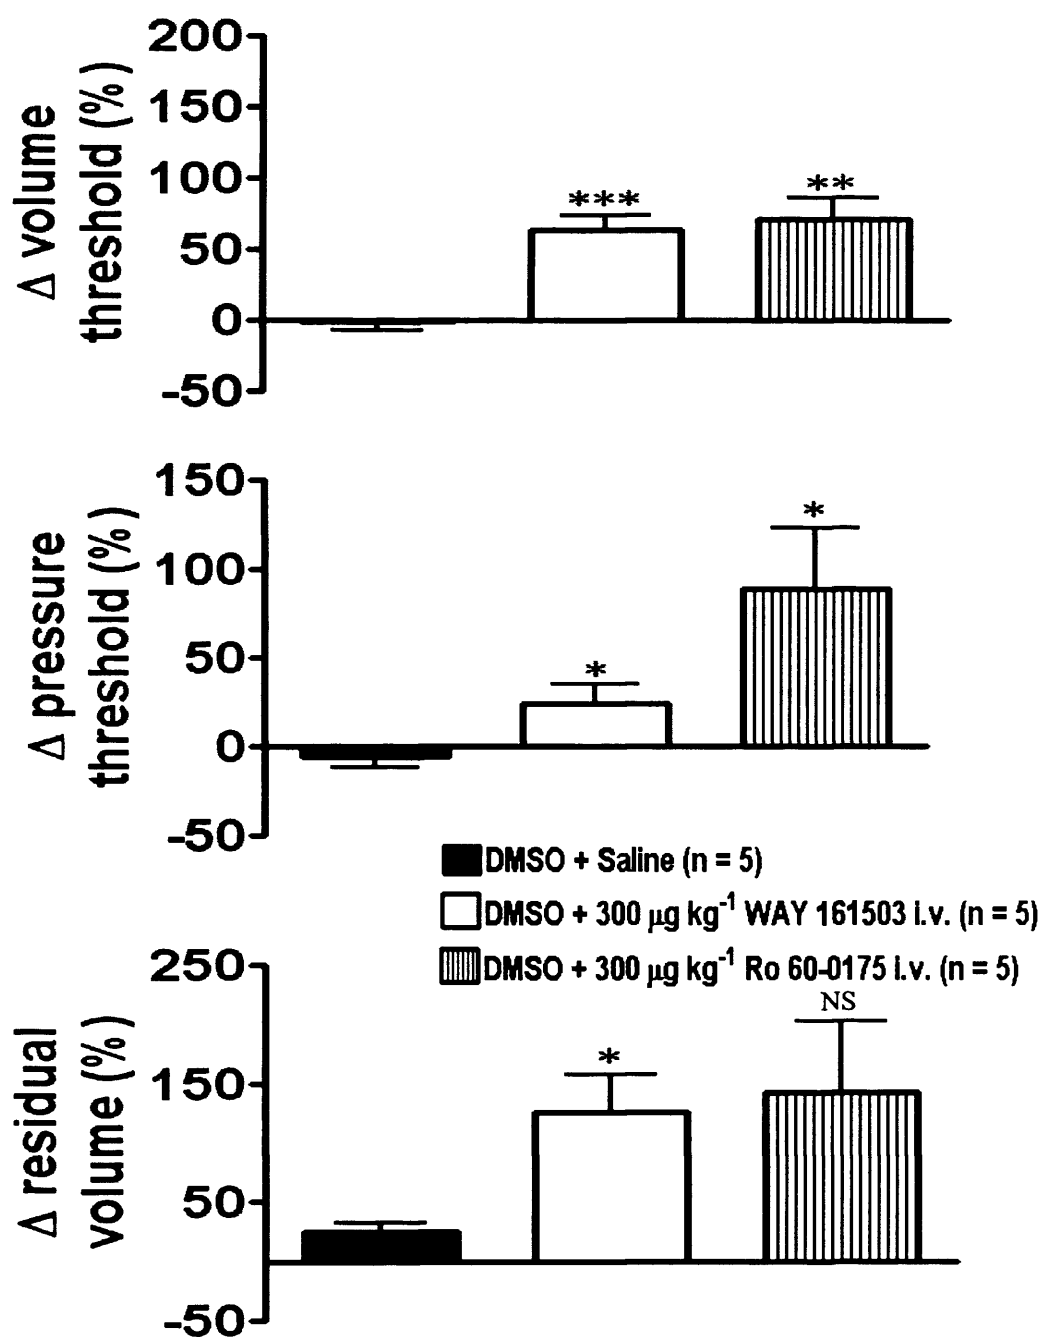 Δ volume
threshold (%)
200
150
100
50
0
-50
***
**
Δ pressure
threshold (%)
150
100
50
0
-50
*
*
DMSO + Saline (n = 5)
DMSO + 300 μg kg⁻¹ WAY 161503 i.v. (n = 5)
DMSO + 300 μg kg⁻¹ Ro 60-0175 i.v. (n = 5)
Δ residual
volume (%)
250
150
50
-50
*
NS